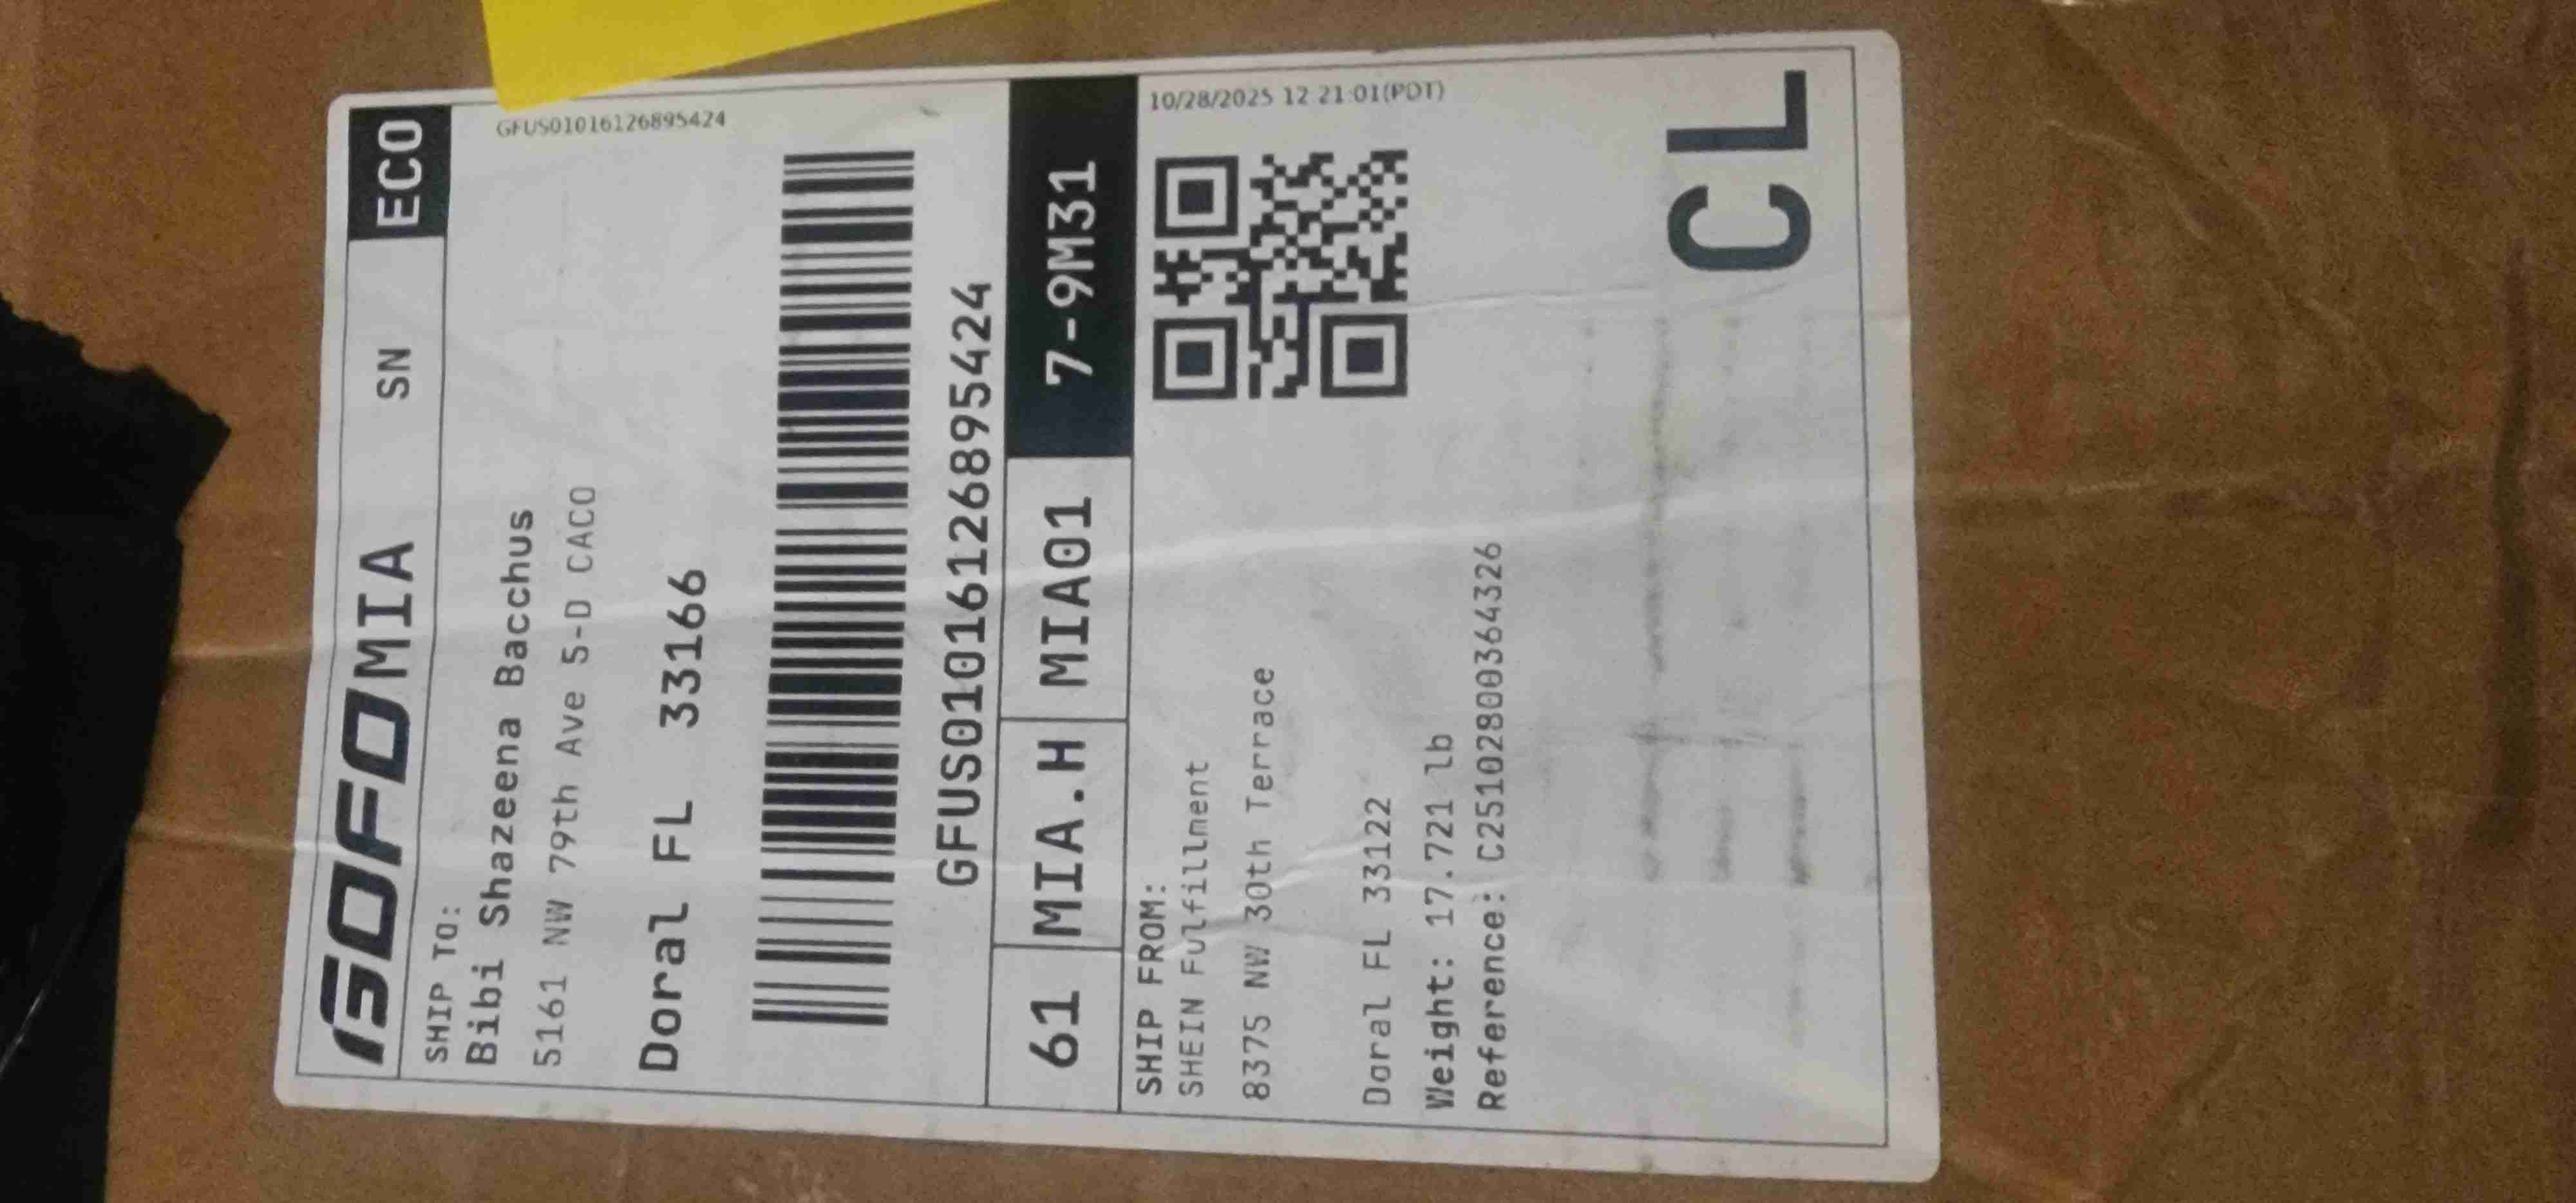 GOFO MIA SN ECO
GFUS01016126895424
SHIP TO:
Bibi Shazeena Bacchus
5161 NW 79th Ave 5-D CACO
Doral FL 33166
GFUS01016126895424
61 MIA.H MIA01 7-9M31
10/28/2025 12 21:01(PDT)
SHIP FROM:
SHEIN Fulfillment
8375 NW 30th Terrace
Doral FL 33122
Weight: 17.721 lb
Reference: C25102800364326
CL